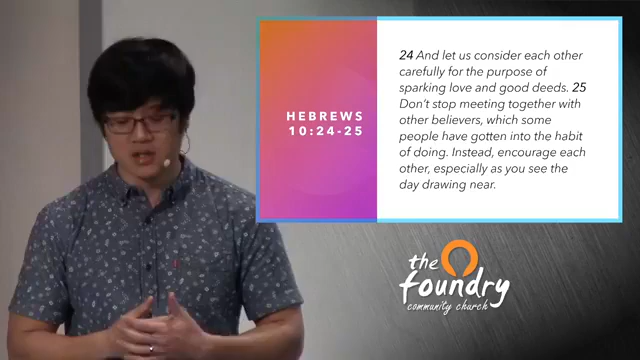 HEBREWS
10:24-25
24 And let us consider each other
carefully for the purpose of
sparking love and good deeds. 25
Don't stop meeting together with
other believers, which some
people have gotten into the habit
of doing. Instead, encourage each
other, especially as you see the
day drawing near.
the
foundry
community church